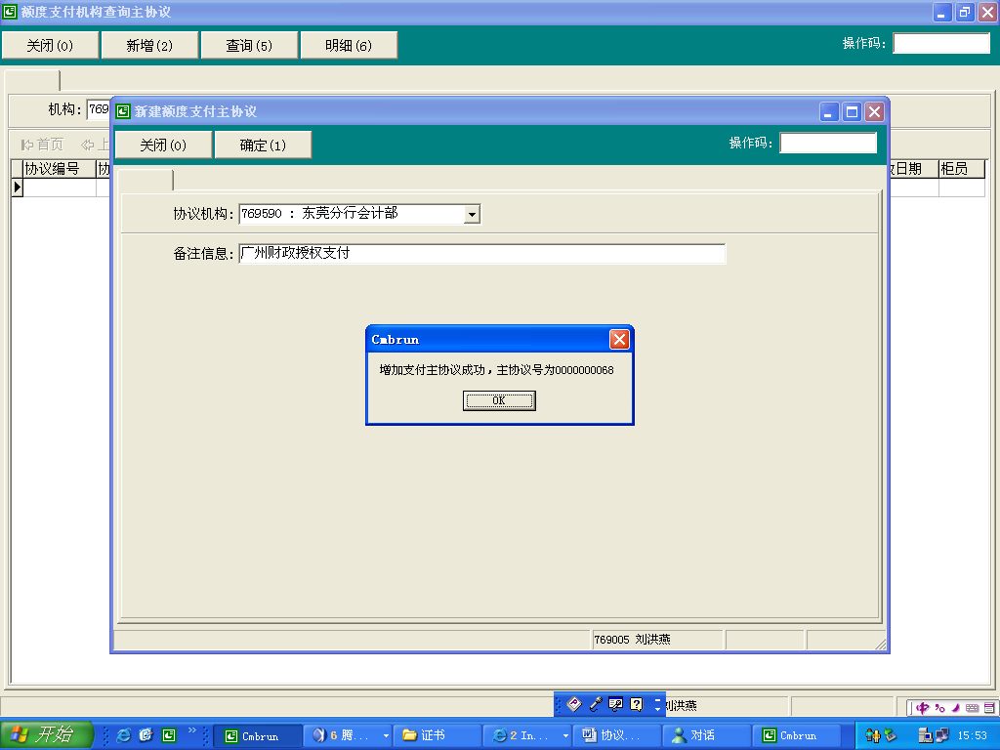 额度支付机构查询主协议
关闭(0) 新增(2) 查询(5) 明细(6) 操作码:
机构: 769
新建额度支付主协议
关闭(0) 确定(1) 操作码:
首页 上
协议编号 协 日期 柜员
协议机构: 769590 : 东莞分行会计部
备注信息: 广州财政授权支付
Cmbrun
增加支付主协议成功，主协议号为0000000068
OK
769005 刘洪燕
刘洪燕
中
开始 Cmbrun 6 腾... 证书 2 In... 协议... 对话 Cmbrun 15:53